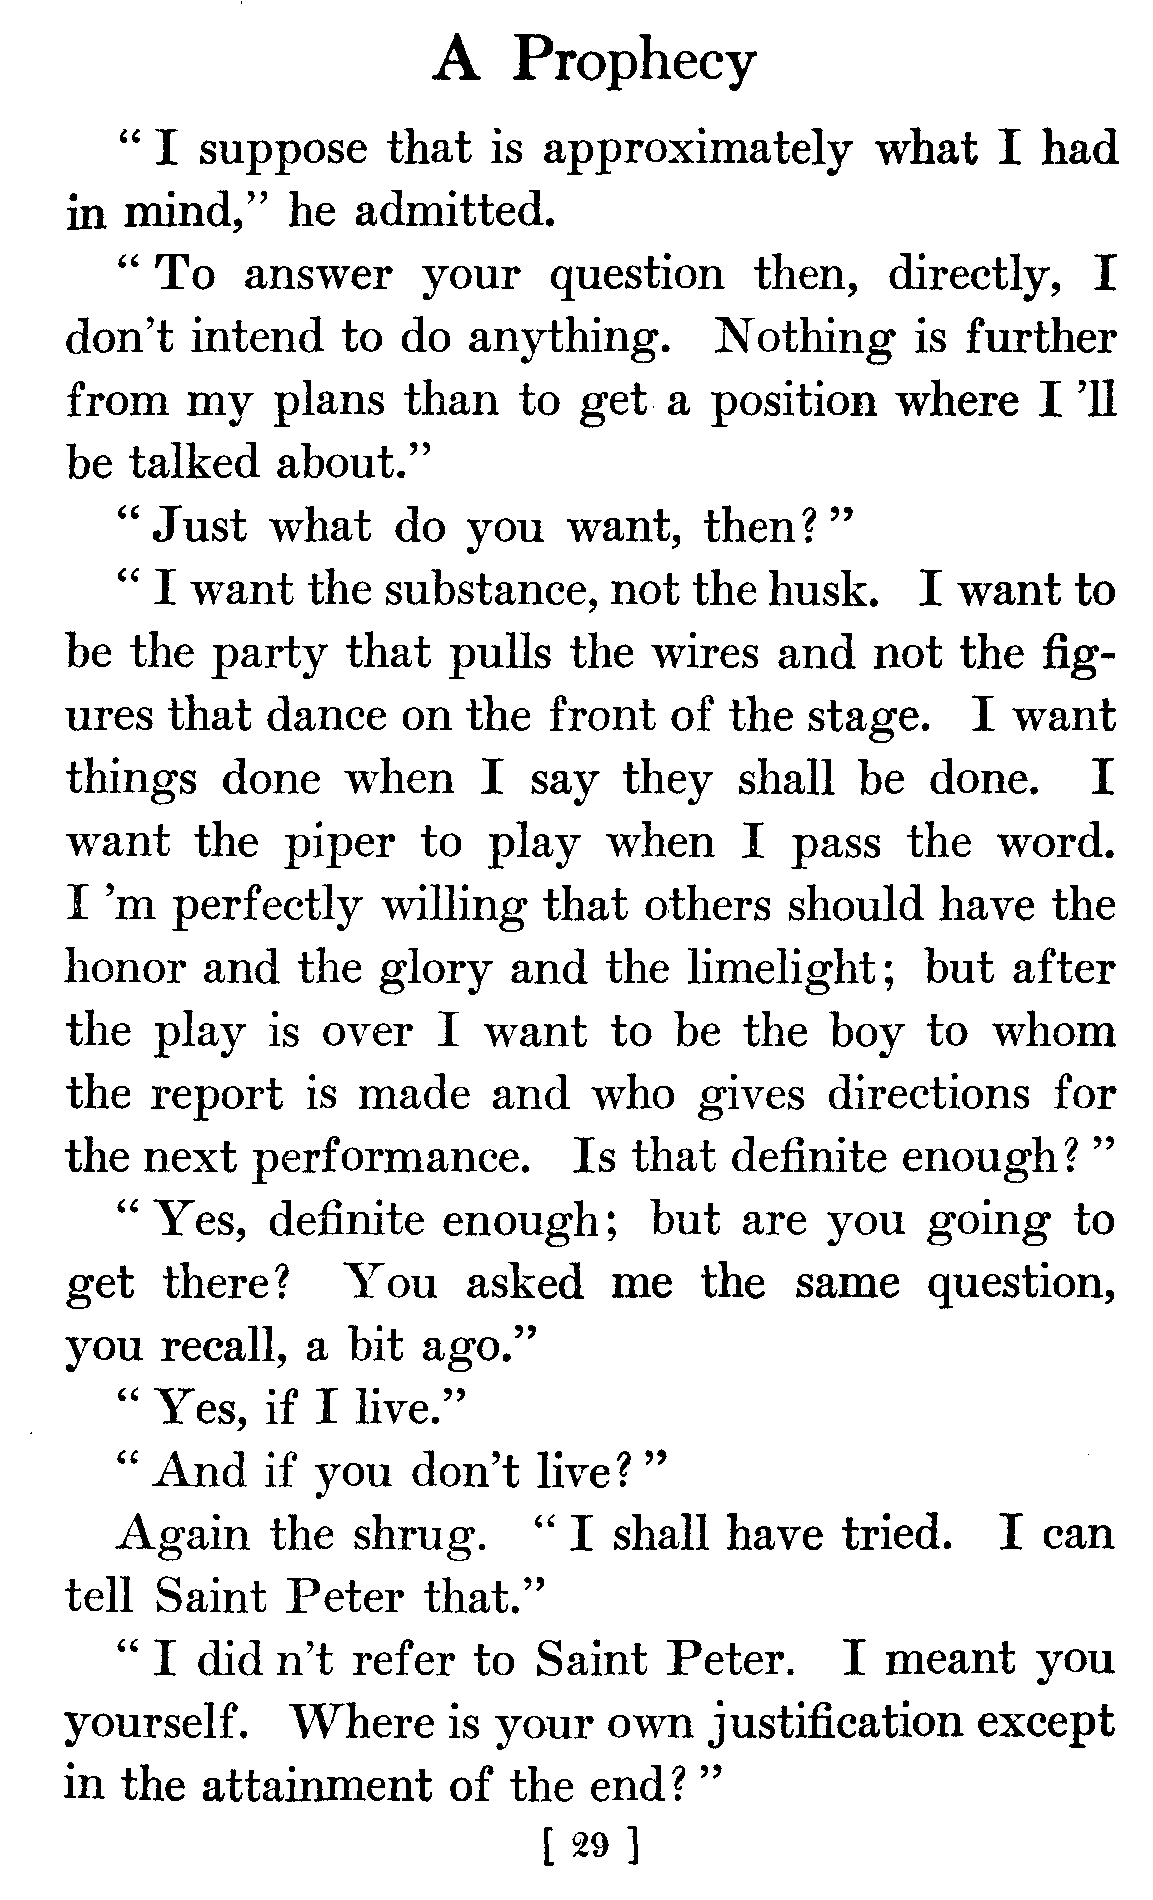 A Prophecy
“ I suppose that is approximately what I had
in mind,” he admitted.
“ To answer your question then, directly, I
don’t intend to do anything. Nothing is further
from my plans than to get a position where I ’ll
be talked about.”
“ Just what do you want, then? ”
“ I want the substance, not the husk. I want to
be the party that pulls the wires and not the fig-
ures that dance on the front of the stage. I want
things done when I say they shall be done. I
want the piper to play when I pass the word.
I ’m perfectly willing that others should have the
honor and the glory and the limelight; but after
the play is over I want to be the boy to whom
the report is made and who gives directions for
the next performance. Is that definite enough? ”
“ Yes, definite enough; but are you going to
get there? You asked me the same question,
you recall, a bit ago.”
“ Yes, if I live.”
“ And if you don’t live? ”
Again the shrug. “ I shall have tried. I can
tell Saint Peter that.”
“ I did n’t refer to Saint Peter. I meant you
yourself. Where is your own justification except
in the attainment of the end? ”
[ 29 ]